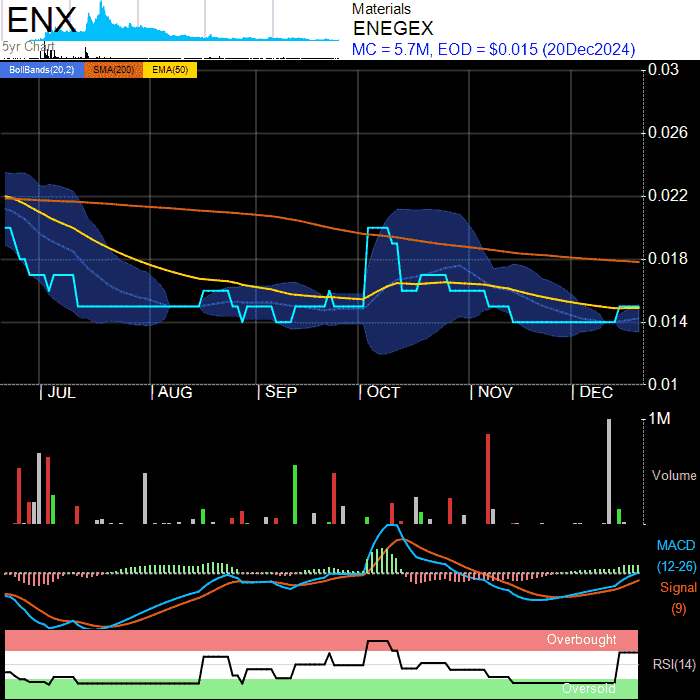 ENX
5yr Chart
Materials
ENEGEX
MC = 5.7M, EOD = $0.015 (20Dec2024)
BollBands(20,2) SMA(200) EMA(50)
0.03
0.026
0.022
0.018
0.014
0.01
JUL AUG SEP OCT NOV DEC
1M
Volume
MACD
(12-26)
Signal
(9)
Overbought
RSI(14)
Oversold